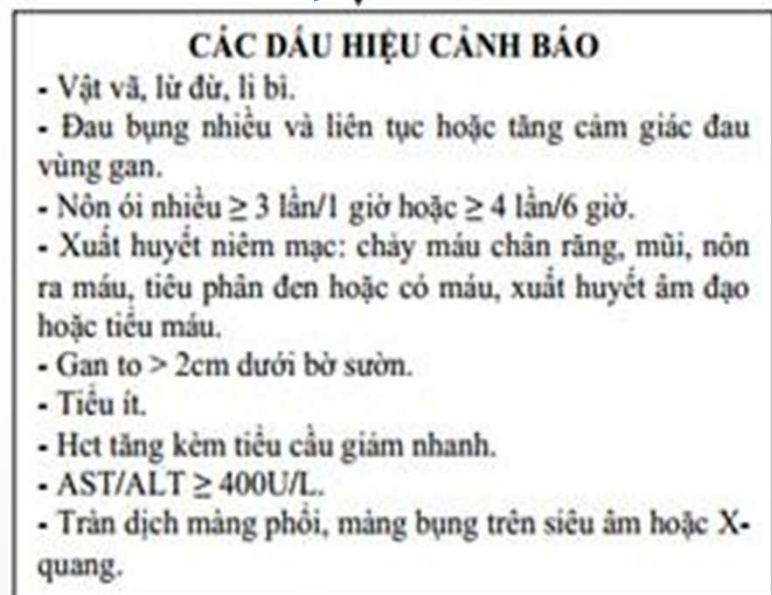 CÁC DẤU HIỆU CẢNH BÁO
- Vật vã, lừ đừ, li bì.
- Đau bụng nhiều và liên tục hoặc tăng cảm giác đau
vùng gan.
- Nôn ói nhiều ≥ 3 lần/1 giờ hoặc ≥ 4 lần/6 giờ.
- Xuất huyết niêm mạc: chảy máu chân răng, mũi, nôn
ra máu, tiêu phân đen hoặc có máu, xuất huyết âm đạo
hoặc tiểu máu.
- Gan to > 2cm dưới bờ sườn.
- Tiểu ít.
- Hct tăng kèm tiểu cầu giảm nhanh.
- AST/ALT ≥ 400U/L.
- Tràn dịch màng phổi, màng bụng trên siêu âm hoặc X-
quang.